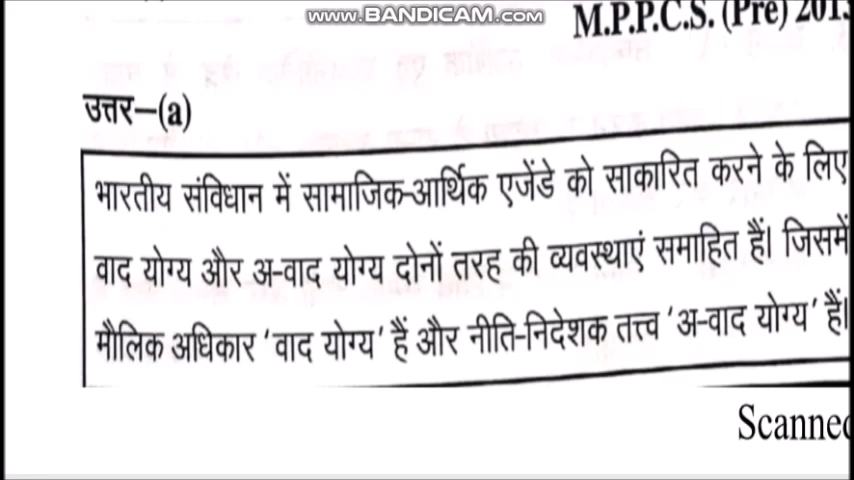 www.BANDICAM.com
M.P.P.C.S. (Pre)
उत्तर–(a)
भारतीय संविधान में सामाजिक-आर्थिक एजेंडे को साकारित करने के लिए
वाद योग्य और अ-वाद योग्य दोनों तरह की व्यवस्थाएं समाहित हैं। जिसमें
मौलिक अधिकार ‘वाद योग्य’ हैं और नीति-निदेशक तत्त्व ‘अ-वाद योग्य’ हैं।
Scanned